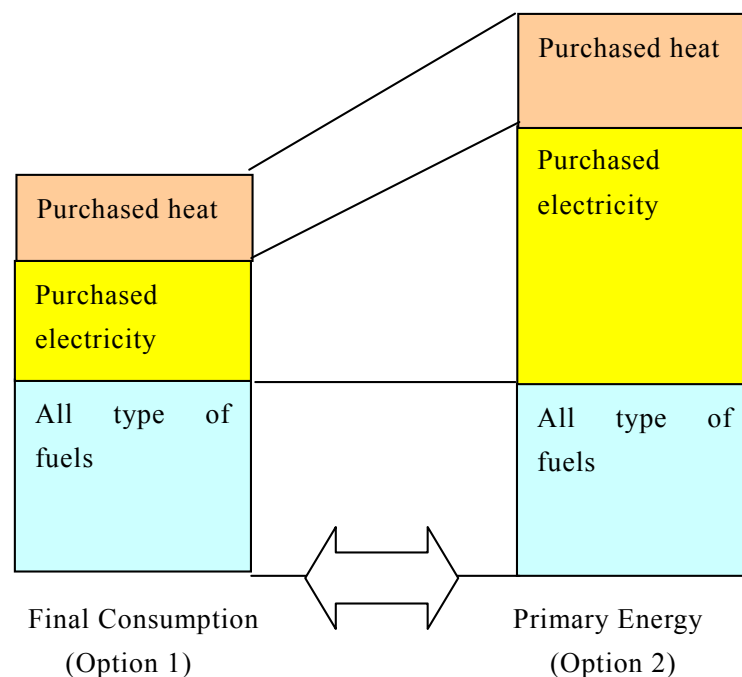 Purchased heat
Purchased
electricity
All type of
fuels
Final Consumption
(Option 1)
Purchased heat
Purchased
electricity
All type of
fuels
Primary Energy
(Option 2)